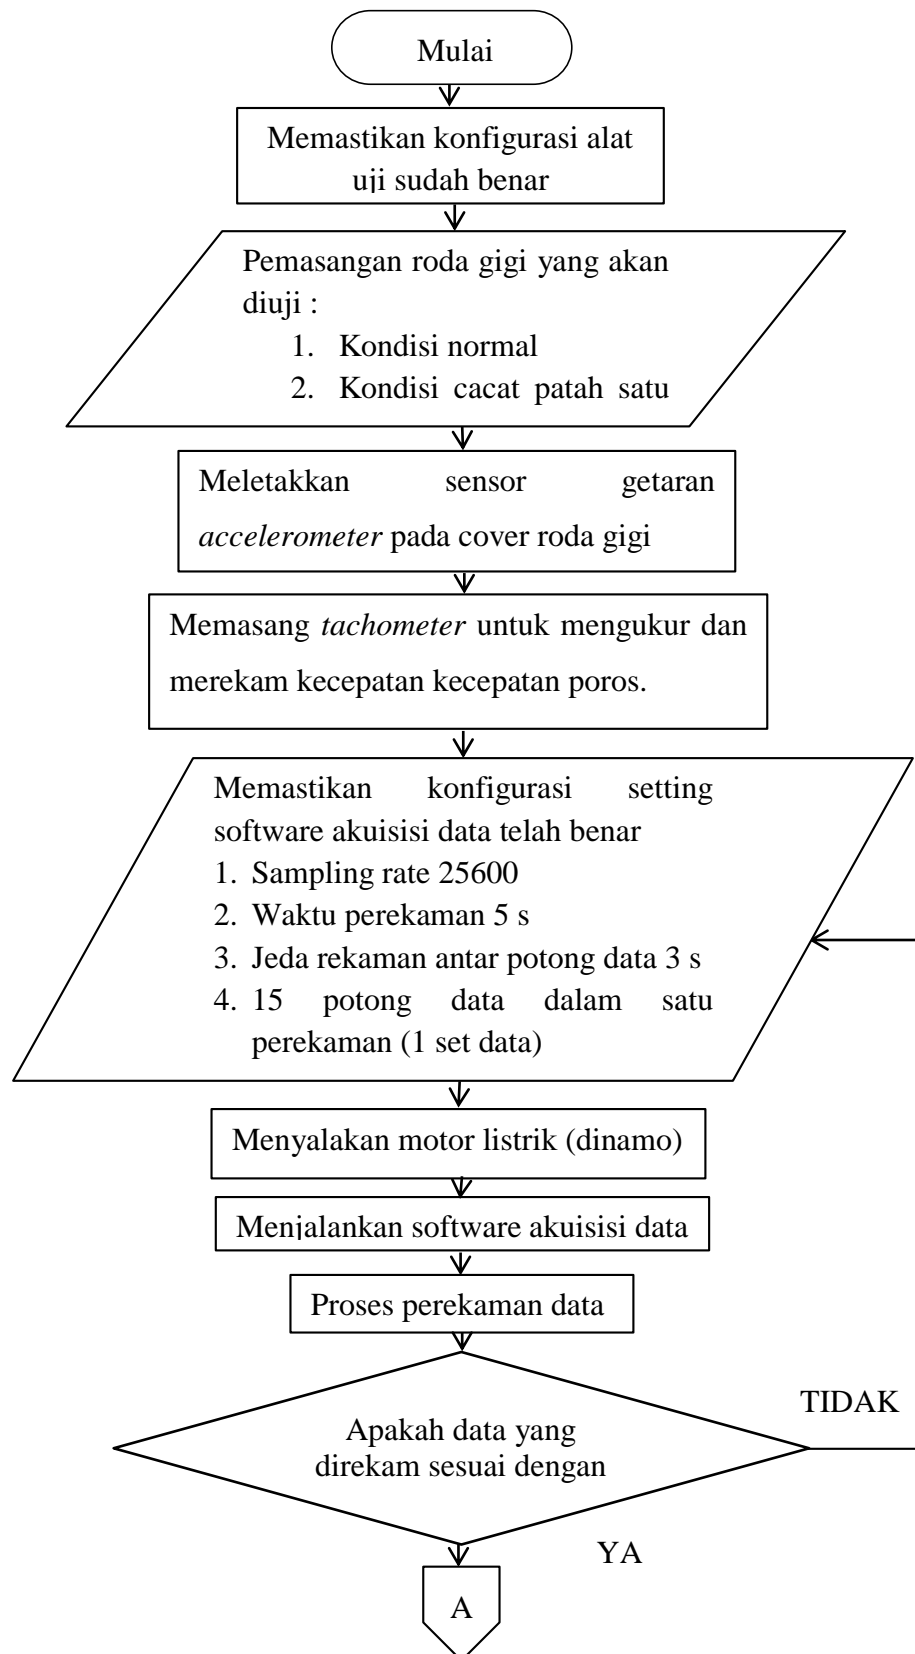 Mulai
Memastikan konfigurasi alat
uji sudah benar
Pemasangan roda gigi yang akan
diuji :
1. Kondisi normal
2. Kondisi cacat patah satu
Meletakkan sensor getaran
accelerometer pada cover roda gigi
Memasang tachometer untuk mengukur dan
merekam kecepatan kecepatan poros.
Memastikan konfigurasi setting
software akuisisi data telah benar
1. Sampling rate 25600
2. Waktu perekaman 5 s
3. Jeda rekaman antar potong data 3 s
4. 15 potong data dalam satu
perekaman (1 set data)
Menyalakan motor listrik (dinamo)
Menjalankan software akuisisi data
Proses perekaman data
TIDAK
Apakah data yang
direkam sesuai dengan
YA
A